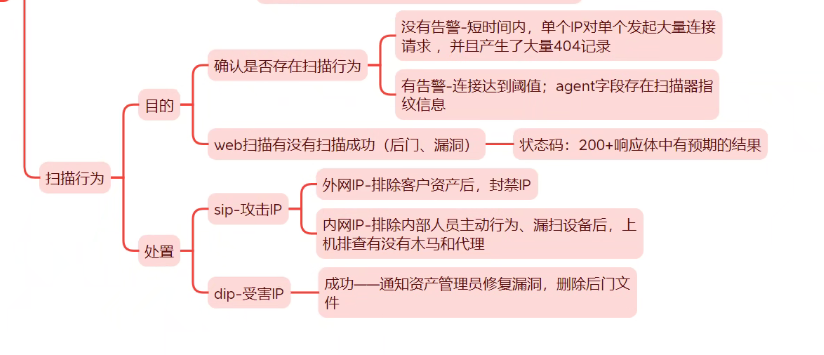 没有告警-短时间内，单个IP对单个发起大量连接
请求 ，并且产生了大量404记录
确认是否存在扫描行为
有告警-连接达到阈值；agent字段存在扫描器指
纹信息
目的
web扫描有没有扫描成功（后门、漏洞）
状态码：200+响应体中有预期的结果
扫描行为
外网IP-排除客户资产后，封禁IP
sip-攻击IP
内网IP-排除内部人员主动行为、漏扫设备后，上
机排查有没有木马和代理
处置
dip-受害IP
成功——通知资产管理员修复漏洞，删除后门文
件